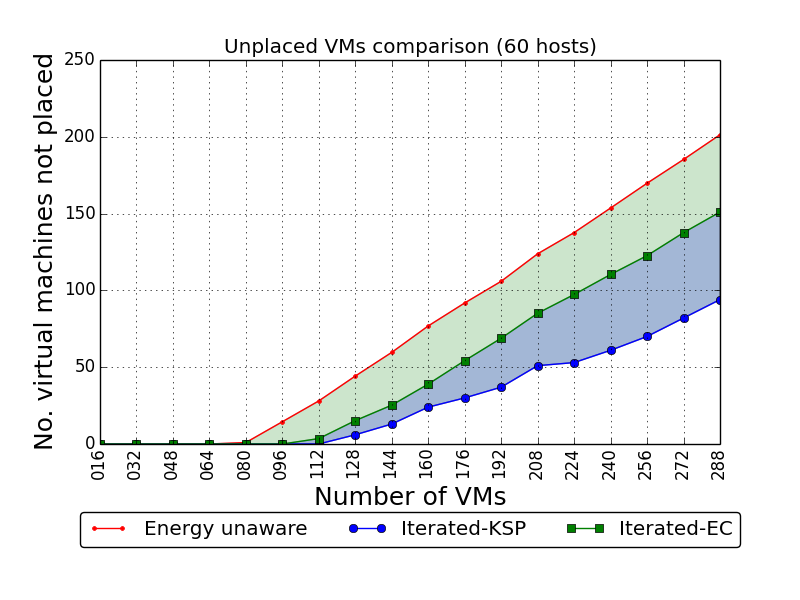 Unplaced VMs comparison (60 hosts)
No. virtual machines not placed
250
200
150
100
50
0
016 032 048 064 080 096 112 128 144 160 176 192 208 224 240 256 272 288
Number of VMs
Energy unaware Iterated-KSP Iterated-EC